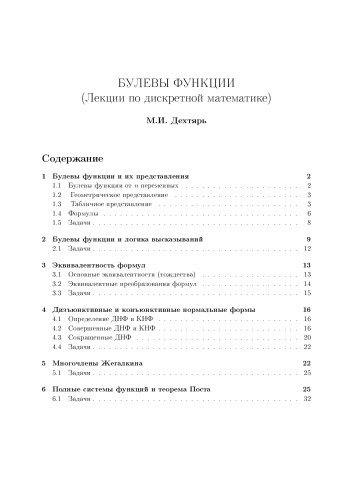 БУЛЕВЫ ФУНКЦИИ
(Лекции по дискретной математике)
М.И. Дехтярь
Содержание
1 Булевы функции и их представления 2
1.1 Булевы функции от n переменных . . . . . . . . . . . . . . . . . . . . 2
1.2 Геометрическое представление . . . . . . . . . . . . . . . . . . . . 3
1.3 Табличное представление . . . . . . . . . . . . . . . . . . . . 3
1.4 Формулы . . . . . . . . . . . . . . . . . . . . 6
1.5 Задачи . . . . . . . . . . . . . . . . . . . . 8
2 Булевы функции и логика высказываний 9
2.1 Задачи . . . . . . . . . . . . . . . . . . . . 12
3 Эквивалентность формул 13
3.1 Основные эквивалентности (тождества) . . . . . . . . . . . . . . . . . . . . 13
3.2 Эквивалентные преобразования формул . . . . . . . . . . . . . . . . . . . . 14
3.3 Задачи . . . . . . . . . . . . . . . . . . . . 15
4 Дизъюнктивные и конъюнктивные нормальные формы 16
4.1 Определение ДНФ и КНФ . . . . . . . . . . . . . . . . . . . . 16
4.2 Совершенные ДНФ и КНФ . . . . . . . . . . . . . . . . . . . . 16
4.3 Сокращенные ДНФ . . . . . . . . . . . . . . . . . . . . 20
4.4 Задачи . . . . . . . . . . . . . . . . . . . . 22
5 Многочлены Жегалкина 22
5.1 Задачи . . . . . . . . . . . . . . . . . . . . 25
6 Полные системы функций и теорема Поста 25
6.1 Задачи . . . . . . . . . . . . . . . . . . . . 32